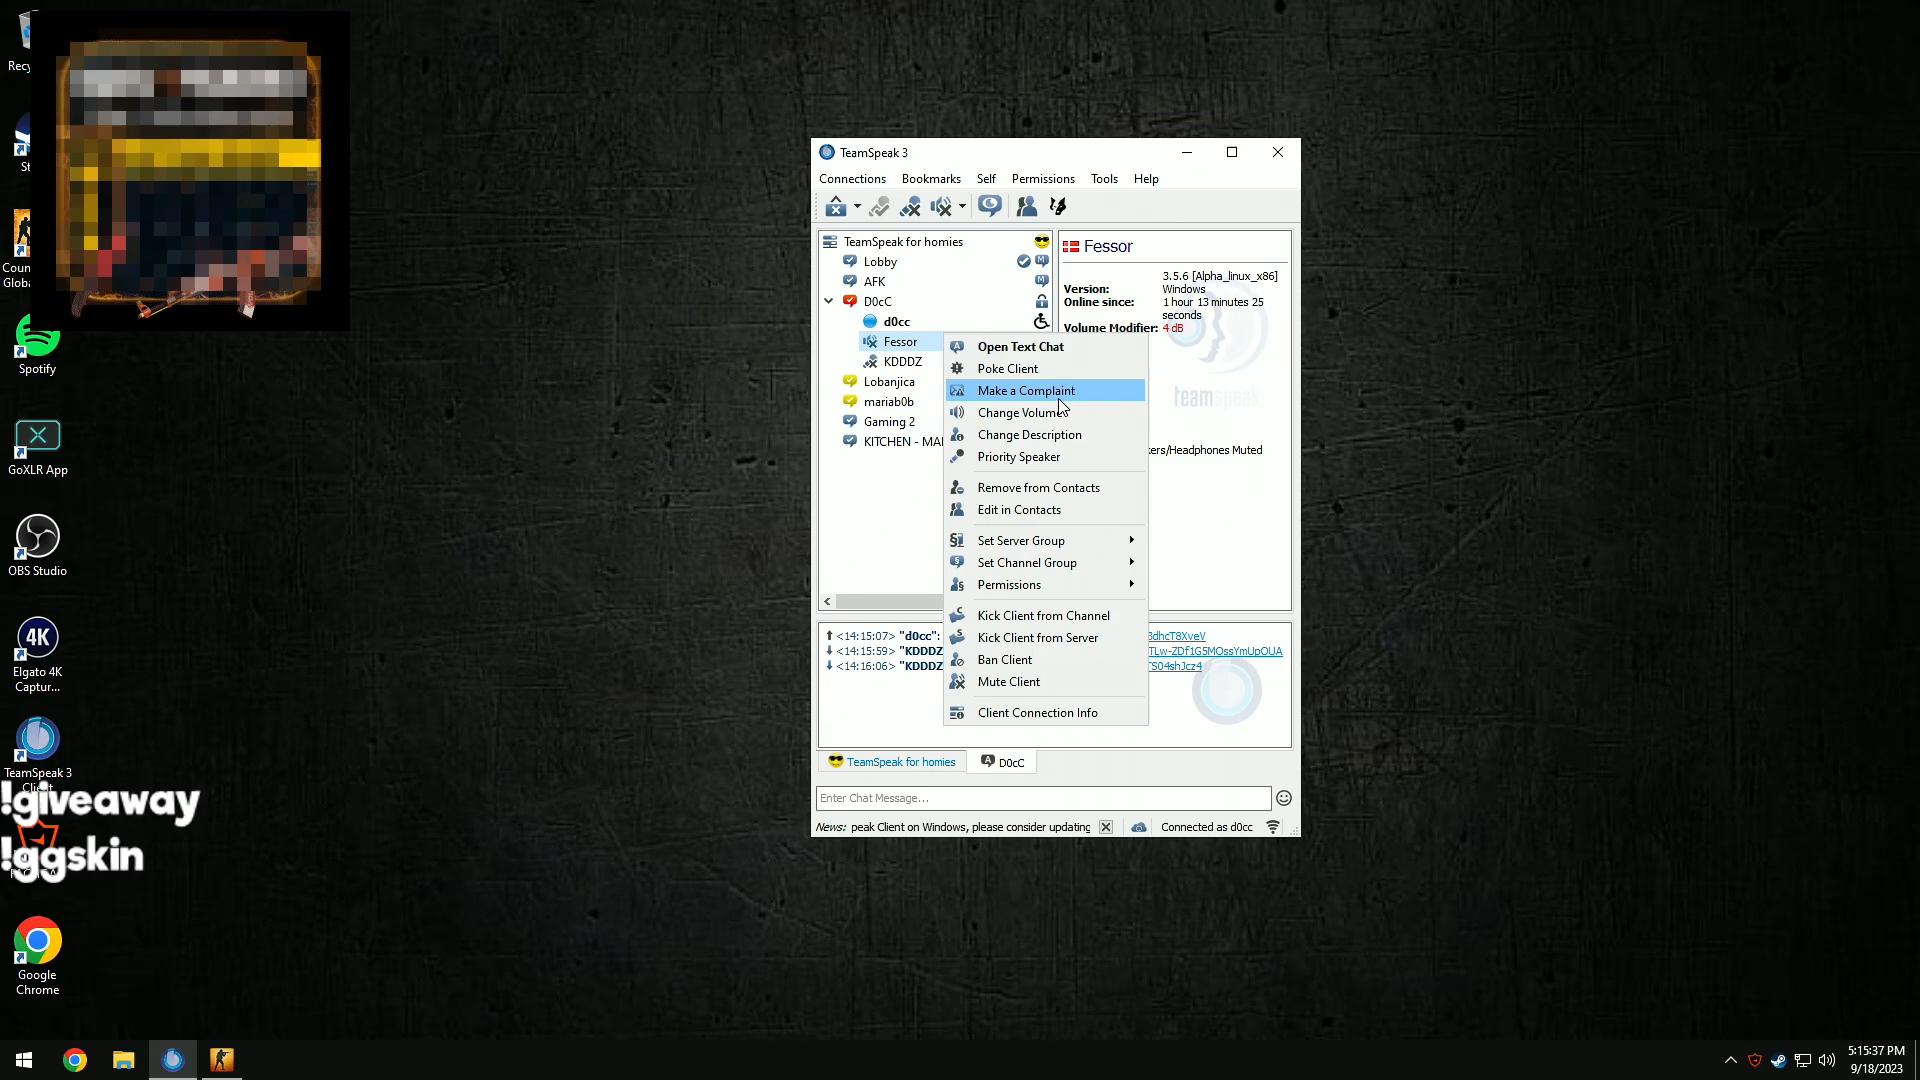 Recy
St
Coun
Globa
Spotify
GoXLR App
OBS Studio
4K
Elgato 4K
Captur...
TeamSpeak 3
!giveaway
!ggskin
Google
Chrome
TeamSpeak 3
Connections Bookmarks Self Permissions Tools Help
TeamSpeak for homies
Lobby
AFK
D0cC
d0cc
Fessor
KDDDZ
Lobanjica
mariab0b
Gaming 2
KITCHEN - MA
Fessor
Version: 3.5.6 [Alpha_linux_x86]
Windows
Online since: 1 hour 13 minutes 25
seconds
Volume Modifier: 4 dB
teamspeak
ers/Headphones Muted
Open Text Chat
Poke Client
Make a Complaint
Change Volume
Change Description
Priority Speaker
Remove from Contacts
Edit in Contacts
Set Server Group
Set Channel Group
Permissions
Kick Client from Channel
Kick Client from Server
Ban Client
Mute Client
Client Connection Info
<14:15:07> "d0cc": 3dhcT8XveV
<14:15:59> "KDDDZ TLw-ZDf1G5MOssYmUpOUA
<14:16:06> "KDDDZ TS04shJcz4
TeamSpeak for homies D0cC
Enter Chat Message...
News: peak Client on Windows, please consider updating Connected as d0cc
5:15:37 PM
9/18/2023